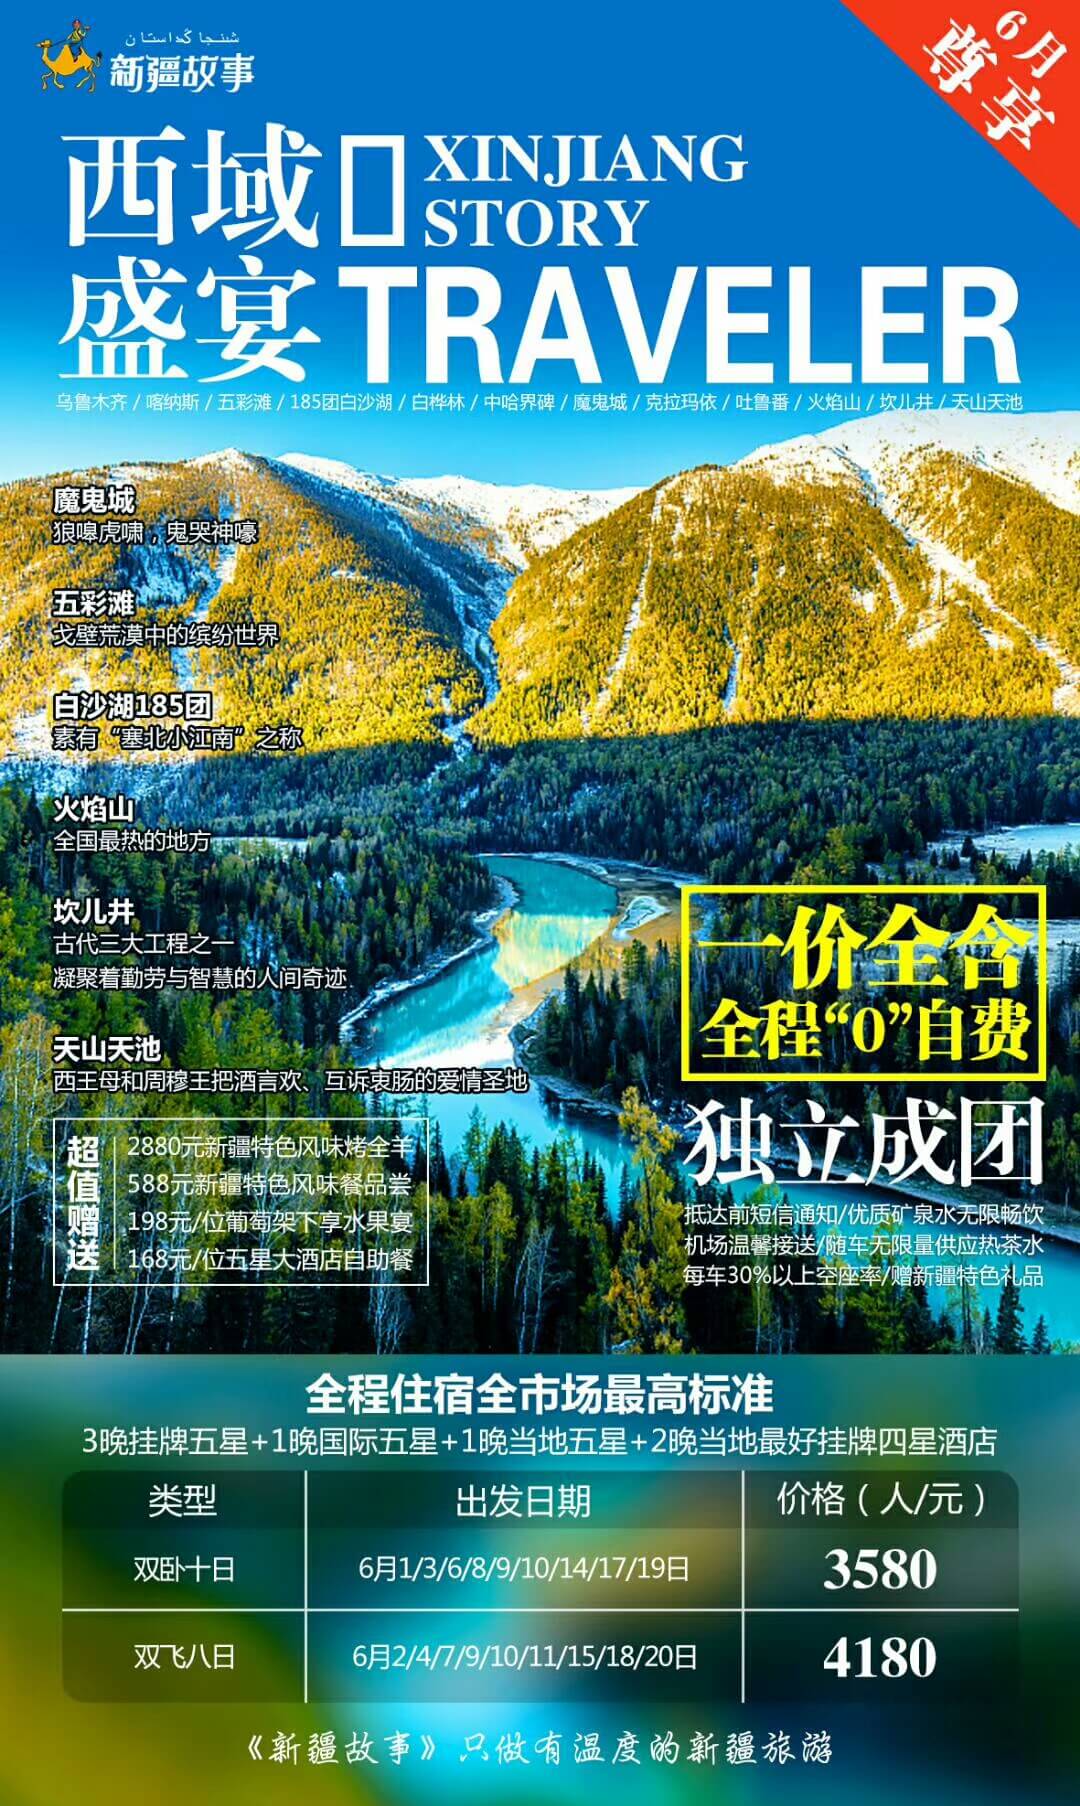 شىنجا گداستان
新疆故事
6月
尊享
西域
盛宴
XINJIANG
STORY
TRAVELER
乌鲁木齐 / 喀纳斯 / 五彩滩 / 185团白沙湖 / 白桦林 / 中哈界碑 / 魔鬼城 / 克拉玛依 / 吐鲁番 / 火焰山 / 坎儿井 / 天山天池
魔鬼城
狼嗥虎啸，鬼哭神嚎
五彩滩
戈壁荒漠中的缤纷世界
白沙湖185团
素有“塞北小江南”之称
火焰山
全国最热的地方
坎儿井
古代三大工程之一
凝聚着勤劳与智慧的人间奇迹
天山天池
西王母和周穆王把酒言欢、互诉衷肠的爱情圣地
一价全含
全程“0”自费
独立成团
抵达前短信通知/优质矿泉水无限畅饮
机场温馨接送/随车无限量供应热茶水
每车30%以上空座率/赠新疆特色礼品
超值赠送
2880元新疆特色风味烤全羊
588元新疆特色风味餐品尝
198元/位葡萄架下享水果宴
168元/位五星大酒店自助餐
全程住宿全市场最高标准
3晚挂牌五星+1晚国际五星+1晚当地五星+2晚当地最好挂牌四星酒店
类型 出发日期 价格（人/元）
双卧十日 6月1/3/6/8/9/10/14/17/19日 3580
双飞八日 6月2/4/7/9/10/11/15/18/20日 4180
《新疆故事》只做有温度的新疆旅游